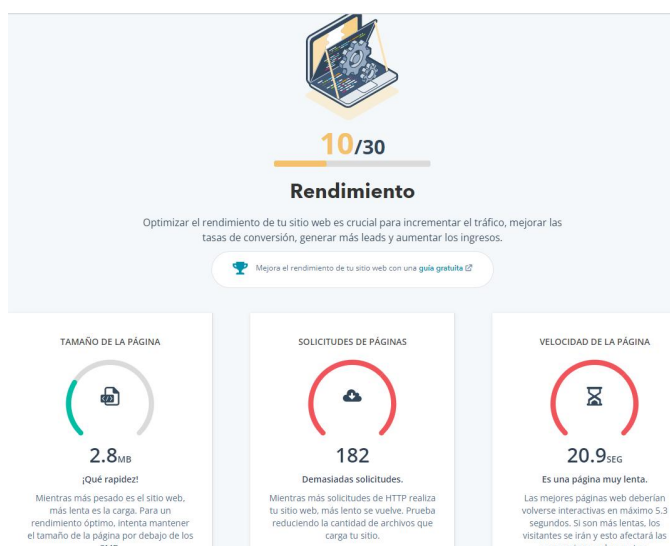 10/30
Rendimiento
Optimizar el rendimiento de tu sitio web es crucial para incrementar el tráfico, mejorar las
tasas de conversión, generar más leads y aumentar los ingresos.
Mejora el rendimiento de tu sitio web con una guía gratuita
TAMAÑO DE LA PÁGINA
2.8MB
¡Qué rapidez!
Mientras más pesado es el sitio web,
más lenta es la carga. Para un
rendimiento óptimo, intenta mantener
el tamaño de la página por debajo de los
SOLICITUDES DE PÁGINAS
182
Demasiadas solicitudes.
Mientras más solicitudes de HTTP realiza
tu sitio web, más lento se vuelve. Prueba
reduciendo la cantidad de archivos que
carga tu sitio.
VELOCIDAD DE LA PÁGINA
20.9SEG
Es una página muy lenta.
Las mejores páginas web deberían
volverse interactivas en máximo 5.3
segundos. Si son más lentas, los
visitantes se irán y esto afectará las